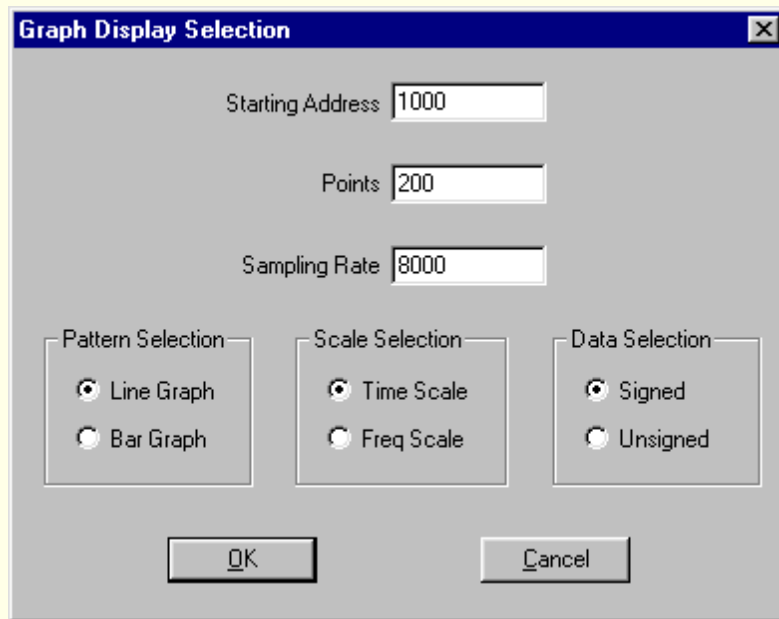 Graph Display Selection
Starting Address 1000
Points 200
Sampling Rate 8000
Pattern Selection
Line Graph
Bar Graph
Scale Selection
Time Scale
Freq Scale
Data Selection
Signed
Unsigned
OK
Cancel